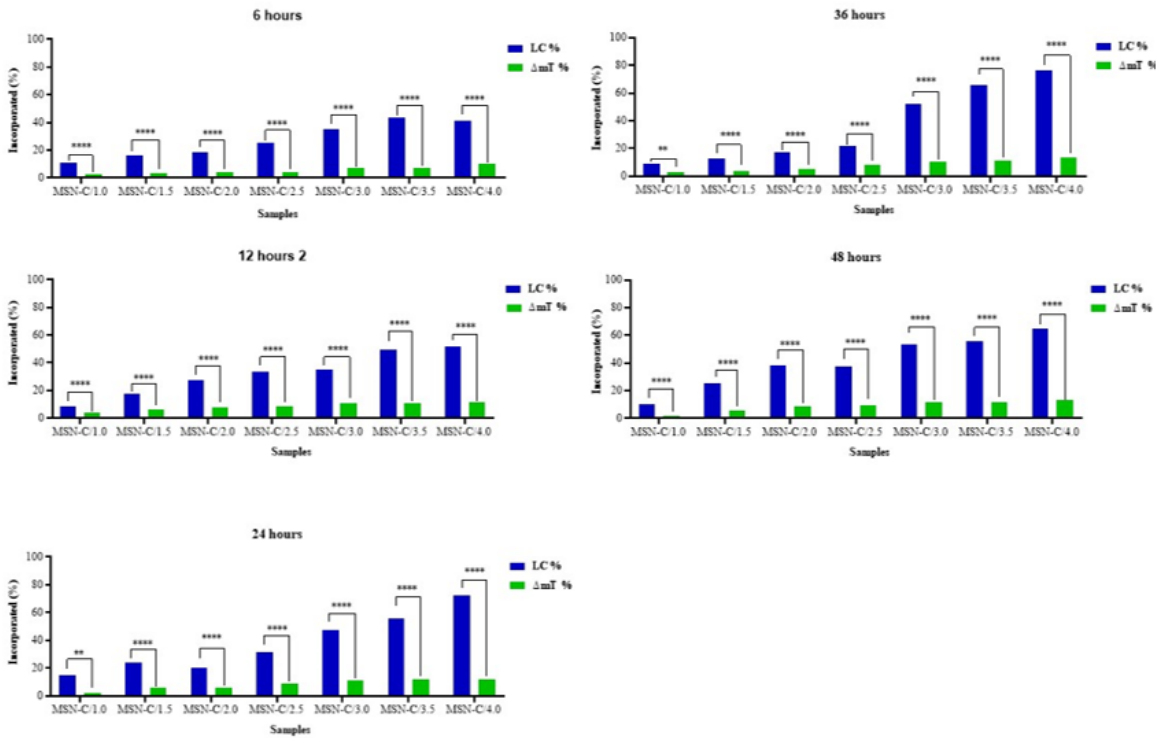 6 hours
LC %
ΔmT %
Incorporated (%)
100
80
60
40
20
0
**** **** **** **** **** **** ****
MSN-C/1.0 MSN-C/1.5 MSN-C/2.0 MSN-C/2.5 MSN-C/3.0 MSN-C/3.5 MSN-C/4.0
Samples
36 hours
LC %
ΔmT %
Incorporated (%)
100
80
60
40
20
0
** **** **** **** **** **** ****
MSN-C/1.0 MSN-C/1.5 MSN-C/2.0 MSN-C/2.5 MSN-C/3.0 MSN-C/3.5 MSN-C/4.0
Samples
12 hours 2
LC %
ΔmT %
Incorporated (%)
100
80
60
40
20
0
**** **** **** **** **** **** ****
MSN-C/1.0 MSN-C/1.5 MSN-C/2.0 MSN-C/2.5 MSN-C/3.0 MSN-C/3.5 MSN-C/4.0
Samples
48 hours
LC %
ΔmT %
Incorporated (%)
100
80
60
40
20
0
**** **** **** **** **** **** ****
MSN-C/1.0 MSN-C/1.5 MSN-C/2.0 MSN-C/2.5 MSN-C/3.0 MSN-C/3.5 MSN-C/4.0
Samples
24 hours
LC %
ΔmT %
Incorporated (%)
100
80
60
40
20
0
** **** **** **** **** **** ****
MSN-C/1.0 MSN-C/1.5 MSN-C/2.0 MSN-C/2.5 MSN-C/3.0 MSN-C/3.5 MSN-C/4.0
Samples